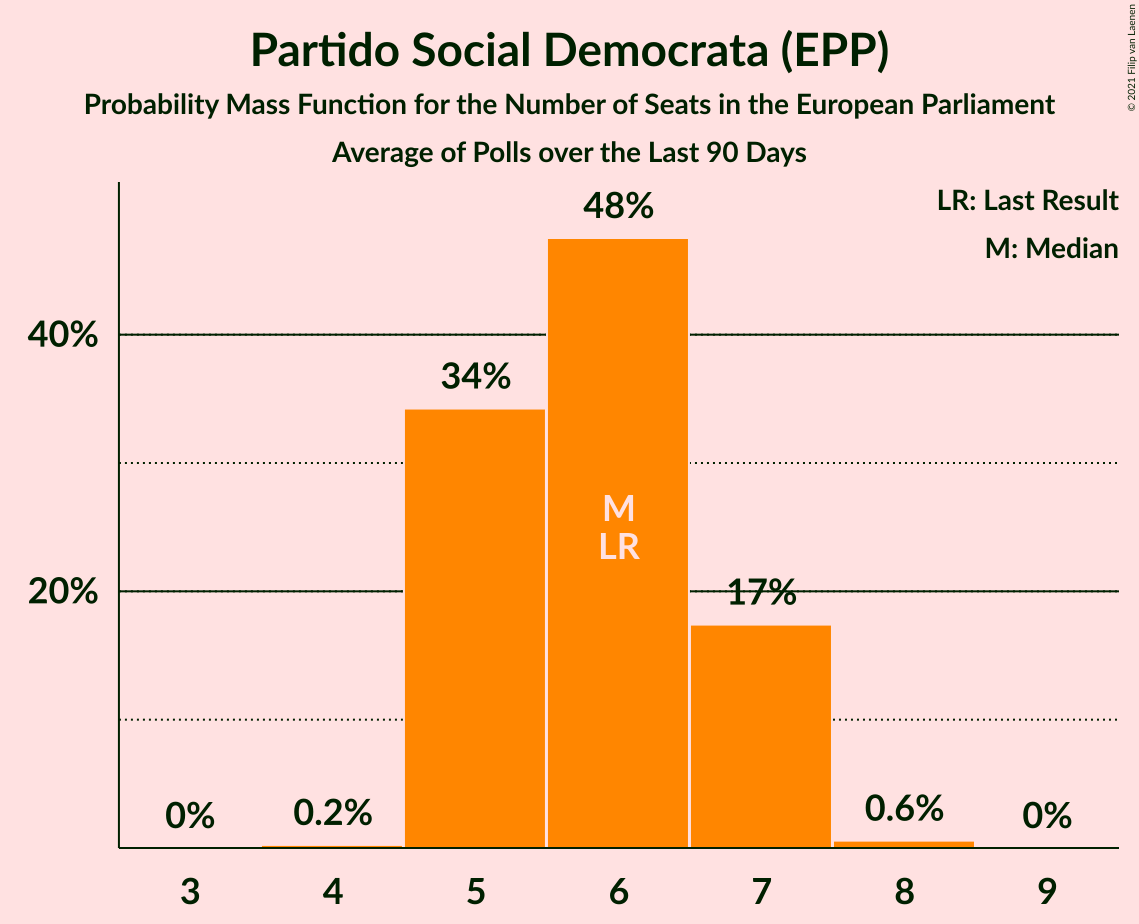 Partido Social Democrata (EPP)
Probability Mass Function for the Number of Seats in the European Parliament
Average of Polls over the Last 90 Days
© 2021 Filip van Laenen
LR: Last Result
M: Median
48%
40%
34%
M
LR
20%
17%
0%
0.2%
0.6%
0%
3 4 5 6 7 8 9